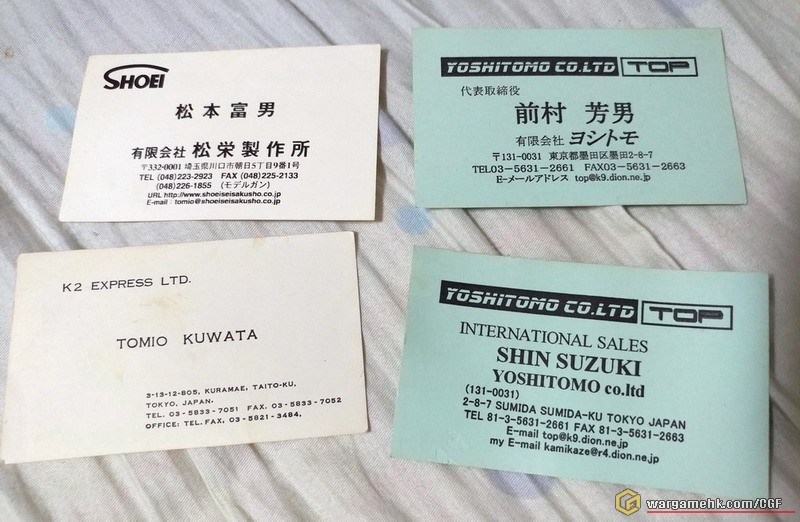 SHOEI
松本富男
有限会社 松栄製作所
〒332-0001 埼玉県川口市朝日5丁目9番1号
TEL (048)223-2923 FAX (048)225-2133
(048)226-1855 (モデルガン)
URL http://www.shoeiseisakusho.co.jp
E-mail : tomio@shoeiseisakusho.co.jp
YOSHITOMO CO.LTD TOP
代表取締役
前村 芳男
有限会社 ヨシトモ
〒131-0031 東京都墨田区墨田2-8-7
TEL03-5631-2661 FAX03-5631-2663
E-メールアドレス top@k9.dion.ne.jp
K2 EXPRESS LTD.
TOMIO KUWATA
3-13-12-805, KURAMAE, TAITO-KU,
TOKYO, JAPAN.
TEL. 03-5833-7051 FAX. 03-5833-7052
OFFICE: TEL. FAX. 03-5821-3484.
YOSHITOMO CO.LTD TOP
INTERNATIONAL SALES
SHIN SUZUKI
YOSHITOMO co.ltd
(131-0031)
2-8-7 SUMIDA SUMIDA-KU TOKYO JAPAN
TEL 81-3-5631-2661 FAX 81-3-5631-2663
E-mail top@k9.dion.ne.jp
my E-mail kamikaze@r4.dion.ne.jp
wargamehk.com/CGF